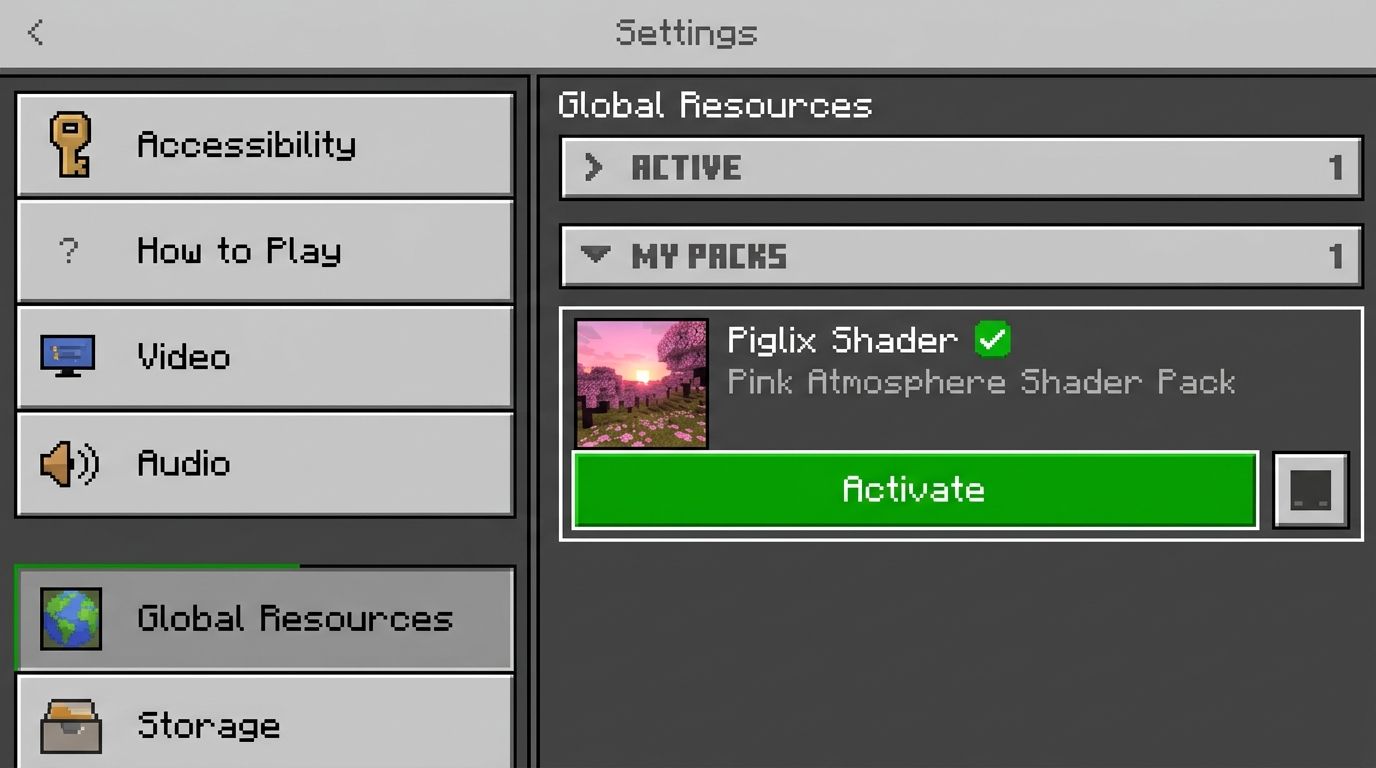 Settings
Accessibility
? How to Play
Video
Audio
Global Resources
Storage
Global Resources
ACTIVE 1
MY PACKS 1
Piglix Shader
Pink Atmosphere Shader Pack
Activate